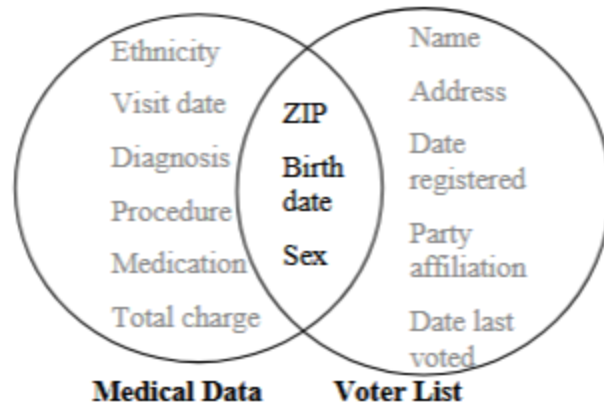 Ethnicity
Visit date
Diagnosis
Procedure
Medication
Total charge
ZIP
Birth
date
Sex
Name
Address
Date
registered
Party
affiliation
Date last
voted
Medical Data
Voter List